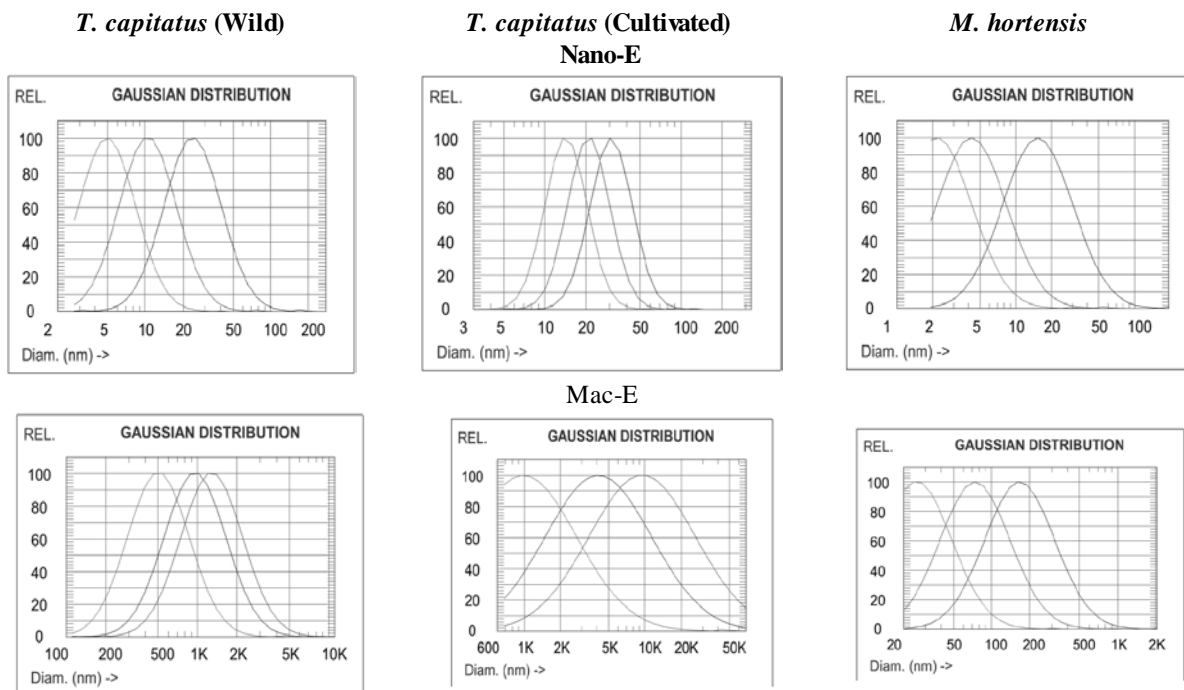 T. capitatus (Wild) T. capitatus (Cultivated) M. hortensis
Nano-E
REL. GAUSSIAN DISTRIBUTION
100
80
60
40
20
0
2 5 10 20 50 100 200
Diam. (nm) ->
REL. GAUSSIAN DISTRIBUTION
100
80
60
40
20
0
3 5 10 20 50 100 200
Diam. (nm) ->
REL. GAUSSIAN DISTRIBUTION
100
80
60
40
20
0
1 2 5 10 20 50 100
Diam. (nm) ->
Mac-E
REL. GAUSSIAN DISTRIBUTION
100
80
60
40
20
0
100 200 500 1K 2K 5K 10K
Diam. (nm) ->
REL. GAUSSIAN DISTRIBUTION
100
80
60
40
20
0
600 1K 2K 5K 10K 20K 50K
Diam. (nm) ->
REL. GAUSSIAN DISTRIBUTION
100
80
60
40
20
0
20 50 100 200 500 1K 2K
Diam. (nm) ->